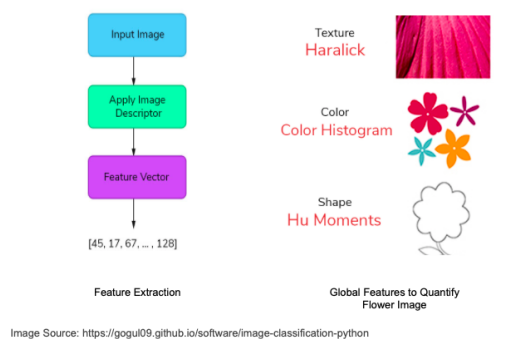 Input Image
Apply Image
Descriptor
Feature Vector
[45, 17, 67, ... , 128]
Feature Extraction
Texture
Haralick
Color
Color Histogram
Shape
Hu Moments
Global Features to Quantify
Flower Image
Image Source: https://gogul09.github.io/software/image-classification-python